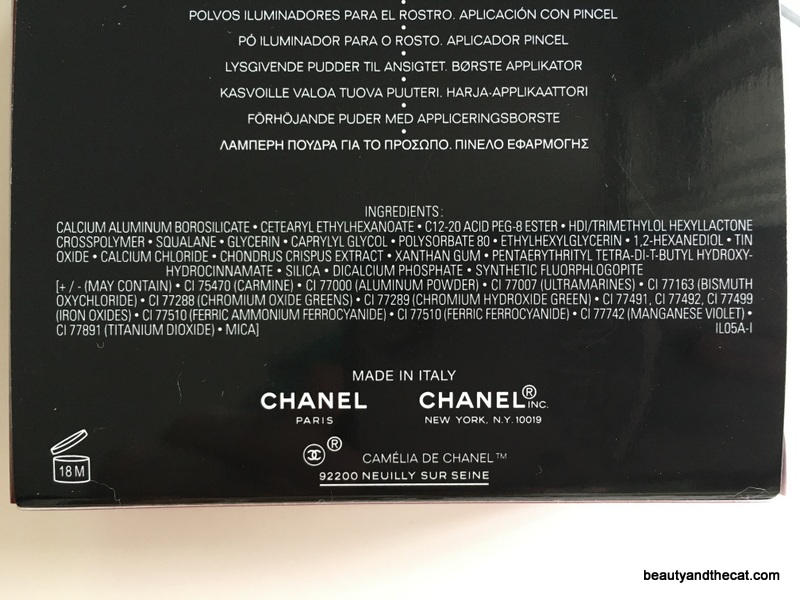 POLVOS ILUMINADORES PARA EL ROSTRO. APLICACIÓN CON PINCEL
PÓ ILUMINADOR PARA O ROSTO. APLICADOR PINCEL
LYSGIVENDE PUDDER TIL ANSIGTET. BØRSTE APPLIKATOR
KASVOILLE VALOA TUOVA PUUTERI. HARJA-APPLIKAATTORI
FÖRHÖJANDE PUDER MED APPLICERINGSBORSTE
ΛΑΜΠΕΡΗ ΠΟΥΔΡΑ ΓΙΑ ΤΟ ΠΡΟΣΩΠΟ. ΠΙΝΕΛΟ ΕΦΑΡΜΟΓΗΣ
INGREDIENTS:
CALCIUM ALUMINUM BOROSILICATE • CETEARYL ETHYLHEXANOATE • C12-20 ACID PEG-8 ESTER • HDI/TRIMETHYLOL HEXYLLACTONE
CROSSPOLYMER • SQUALANE • GLYCERIN • CAPRYLYL GLYCOL • POLYSORBATE 80 • ETHYLHEXYLGLYCERIN • 1,2-HEXANEDIOL • TIN
OXIDE • CALCIUM CHLORIDE • CHONDRUS CRISPUS EXTRACT • XANTHAN GUM • PENTAERYTHRITYL TETRA-DI-T-BUTYL HYDROXY-
HYDROCINNAMATE • SILICA • DICALCIUM PHOSPHATE • SYNTHETIC FLUORPHLOGOPITE
[+ / - (MAY CONTAIN) • CI 75470 (CARMINE) • CI 77000 (ALUMINUM POWDER) • CI 77007 (ULTRAMARINES) • CI 77163 (BISMUTH
OXYCHLORIDE) • CI 77288 (CHROMIUM OXIDE GREENS) • CI 77289 (CHROMIUM HYDROXIDE GREEN) • CI 77491, CI 77492, CI 77499
(IRON OXIDES) • CI 77510 (FERRIC AMMONIUM FERROCYANIDE) • CI 77510 (FERRIC FERROCYANIDE) • CI 77742 (MANGANESE VIOLET) •
CI 77891 (TITANIUM DIOXIDE) • MICA] IL05A-I
MADE IN ITALY
CHANEL CHANEL® INC.
PARIS NEW YORK, N.Y. 10019
® CAMÉLIA DE CHANEL™
18 M 92200 NEUILLY SUR SEINE
beautyandthecat.com